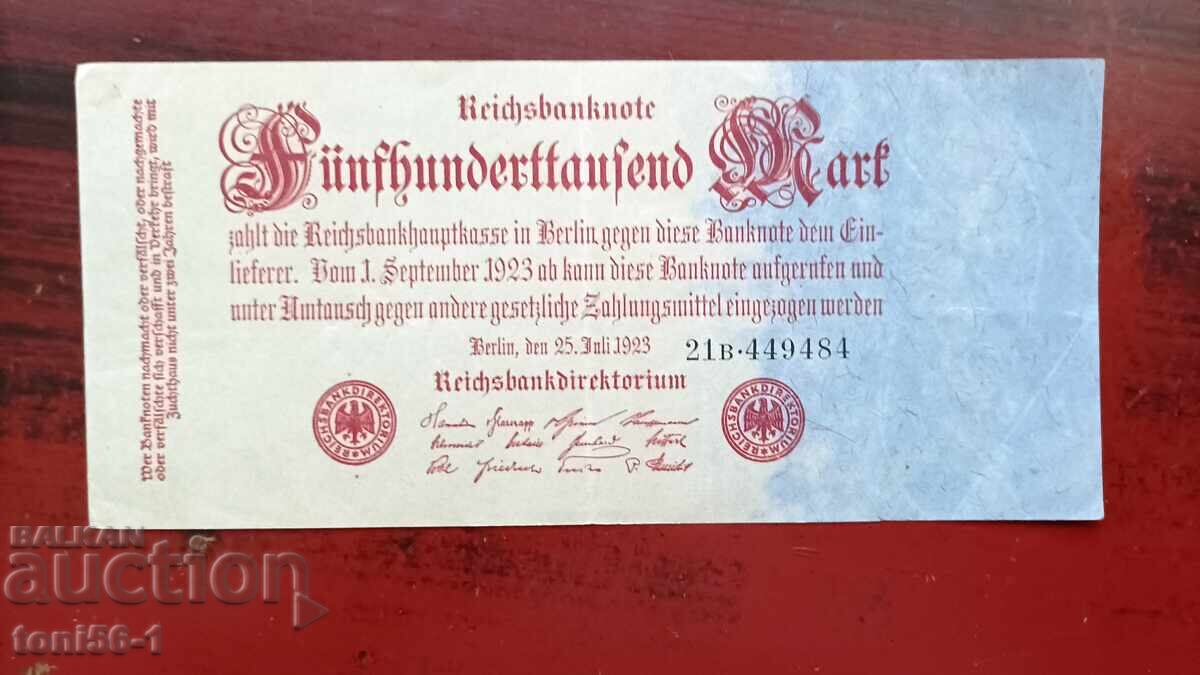 Reichsbanknote
Fünfhunderttausend Mark
zahlt die Reichsbankhauptkasse in Berlin gegen diese Banknote dem Ein-
lieferer. Vom 1. September 1923 ab kann diese Banknote aufgerufen und
unter Umtausch gegen andere gesetzliche Zahlungsmittel eingezogen werden
Berlin, den 25. Juli 1923
21B·449484
Reichsbankdirektorium
REICHSBANKDIREKTORIUM
REICHSBANKDIREKTORIUM
Wer Banknoten nachmacht oder verfälscht, oder nachgemachte
oder verfälschte sich verschafft und in Verkehr bringt, wird mit
Zuchthaus nicht unter zwei Jahren bestraft
BALKAN
auction
toni56-1